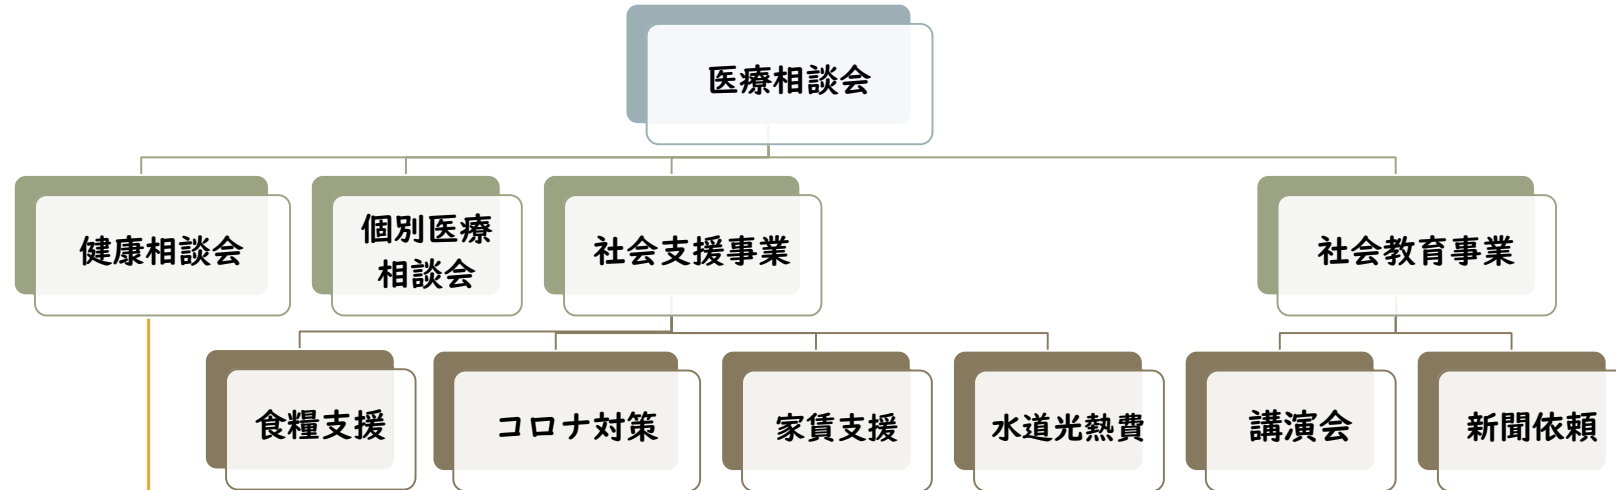 医療相談会
健康相談会
個別医療
相談会
社会支援事業
社会教育事業
食糧支援
コロナ対策
家賃支援
水道光熱費
講演会
新聞依頼